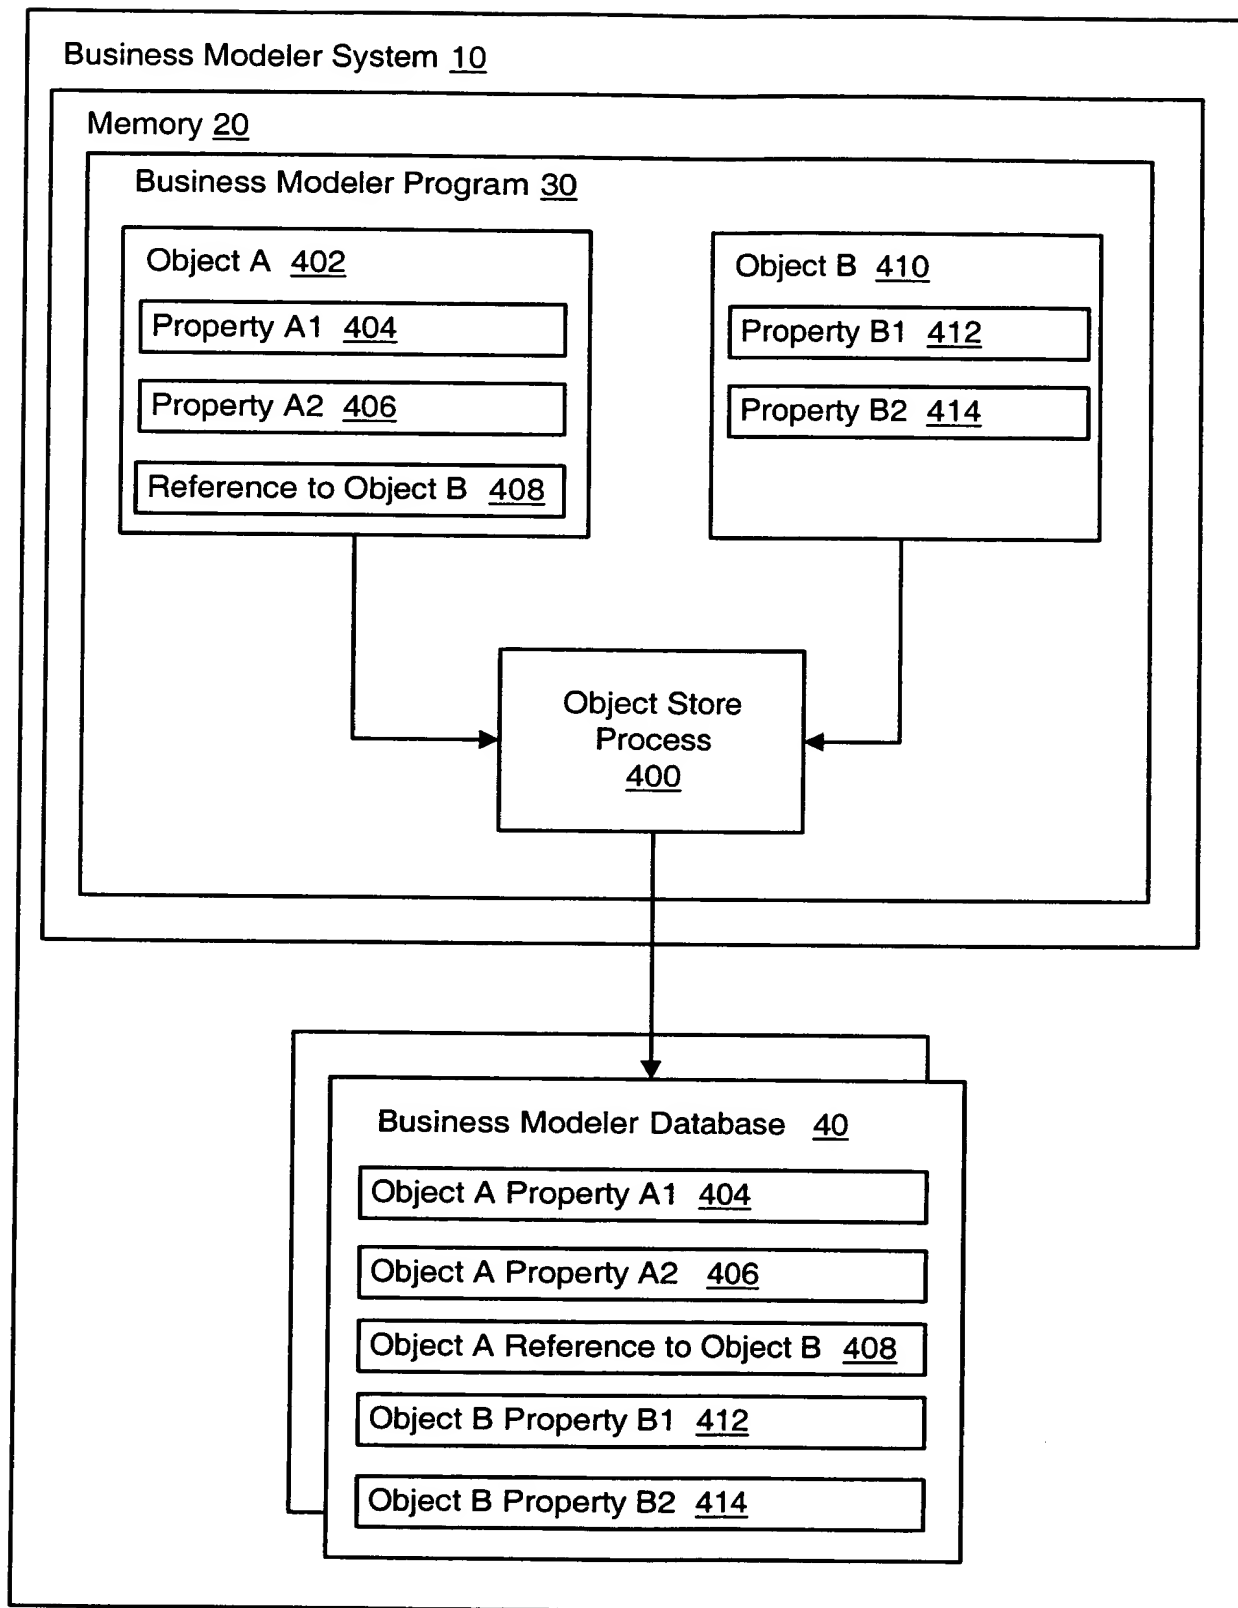 Business Modeler System 10
Memory 20
Business Modeler Program 30
Object A 402
Property A1 404
Property A2 406
Reference to Object B 408
Object B 410
Property B1 412
Property B2 414
Object Store
Process
400
Business Modeler Database 40
Object A Property A1 404
Object A Property A2 406
Object A Reference to Object B 408
Object B Property B1 412
Object B Property B2 414